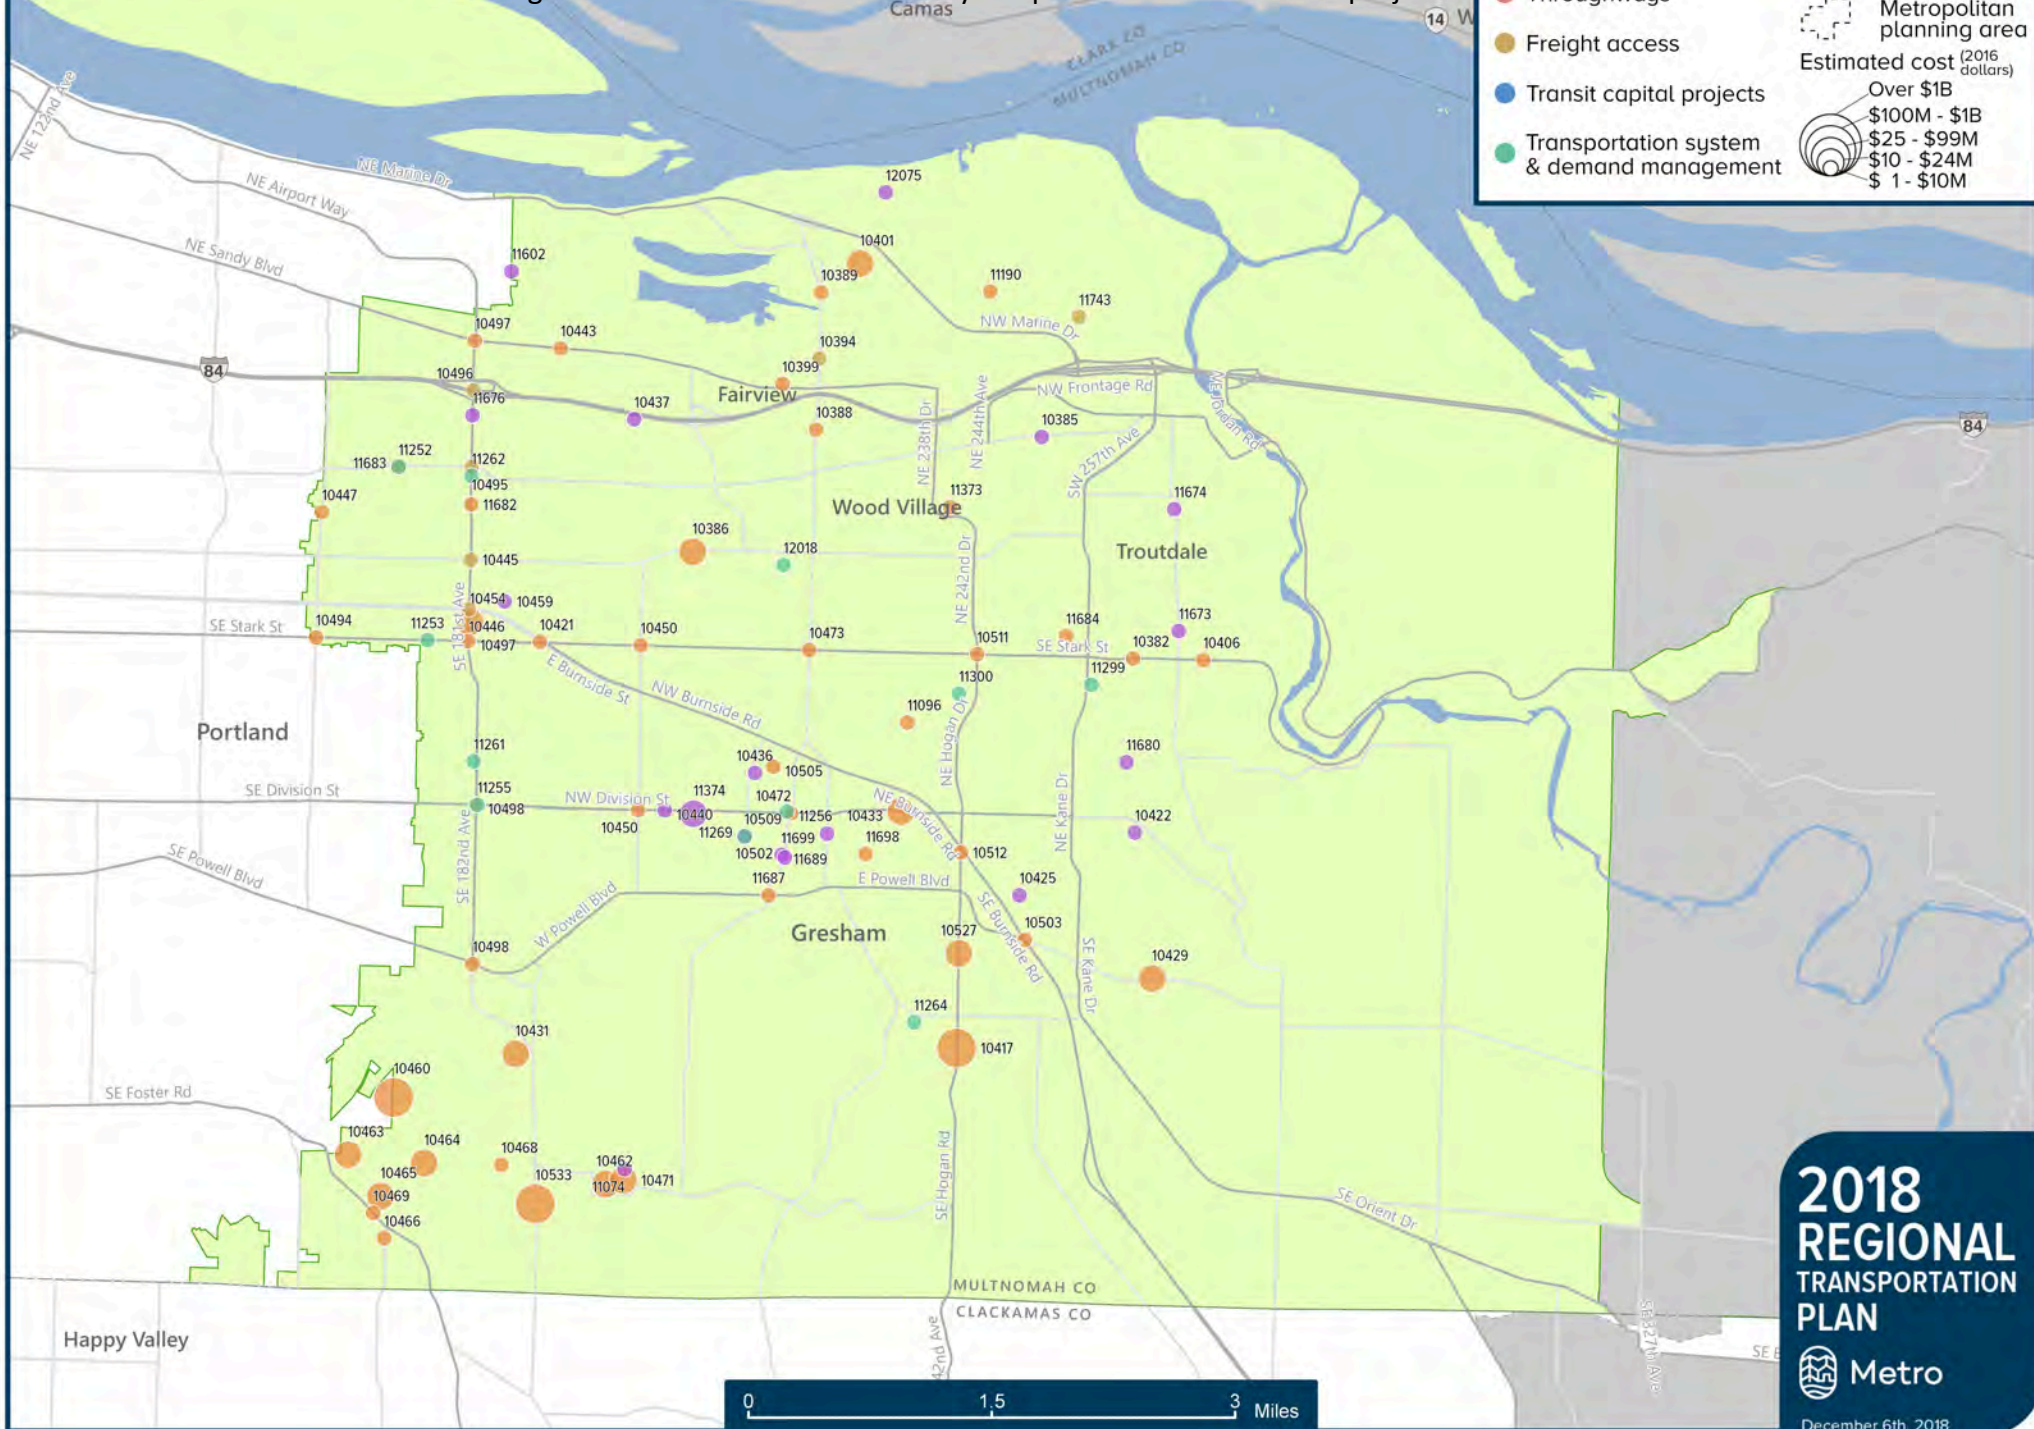 Camas
14
W
CLARK CO
MULTNOMAH CO
Throughways
Freight access
Transit capital projects
Transportation system
& demand management
Metropolitan
planning area
Estimated cost (2016 dollars)
Over $1B
$100M - $1B
$25 - $99M
$10 - $24M
$ 1 - $10M
NE 122nd Ave
NE Marine Dr
NE Airport Way
NE Sandy Blvd
12075
10401
11602
10389
11190
11743
NW Marine Dr
10497
10443
10394
10399
84
10496
11676
10437
Fairview
10388
NE 238th Dr
NE 244th Ave
NW Frontage Rd
10385
SW 257th Ave
NE Jordan Rd
84
11683
11252
11262
10495
11682
10447
11373
Wood Village
11674
10386
12018
10445
Troutdale
NE 242nd Dr
10454
10459
SE 181st Ave
SE Stark St
10494
11253
10446
10497
10421
10450
10473
10511
11684
SE Stark St
10382
11673
10406
11299
E Burnside St
NW Burnside Rd
11300
11096
NE Hogan Dr
Portland
11261
10436
10505
11680
SE Division St
11255
10498
NW Division St
11374
10440
10472
10450
11269
10509
11256
10433
NE Burnside Rd
NE Kane Dr
10422
11699
10502
11689
11698
10512
SE 182nd Ave
SE Powell Blvd
11687
E Powell Blvd
10425
W Powell Blvd
Gresham
SE Burnside Rd
10503
10498
10527
10429
SE Kane Dr
11264
10431
10417
10460
SE Foster Rd
10463
10464
10465
10468
10469
10466
10533
10462
11074
10471
SE Hogan Rd
SE Orient Dr
MULTNOMAH CO
CLACKAMAS CO
Happy Valley
42nd Ave
SE 327th Ave
SE
0
1.5
3
Miles
2018
REGIONAL
TRANSPORTATION
PLAN
Metro
December 6th, 2018